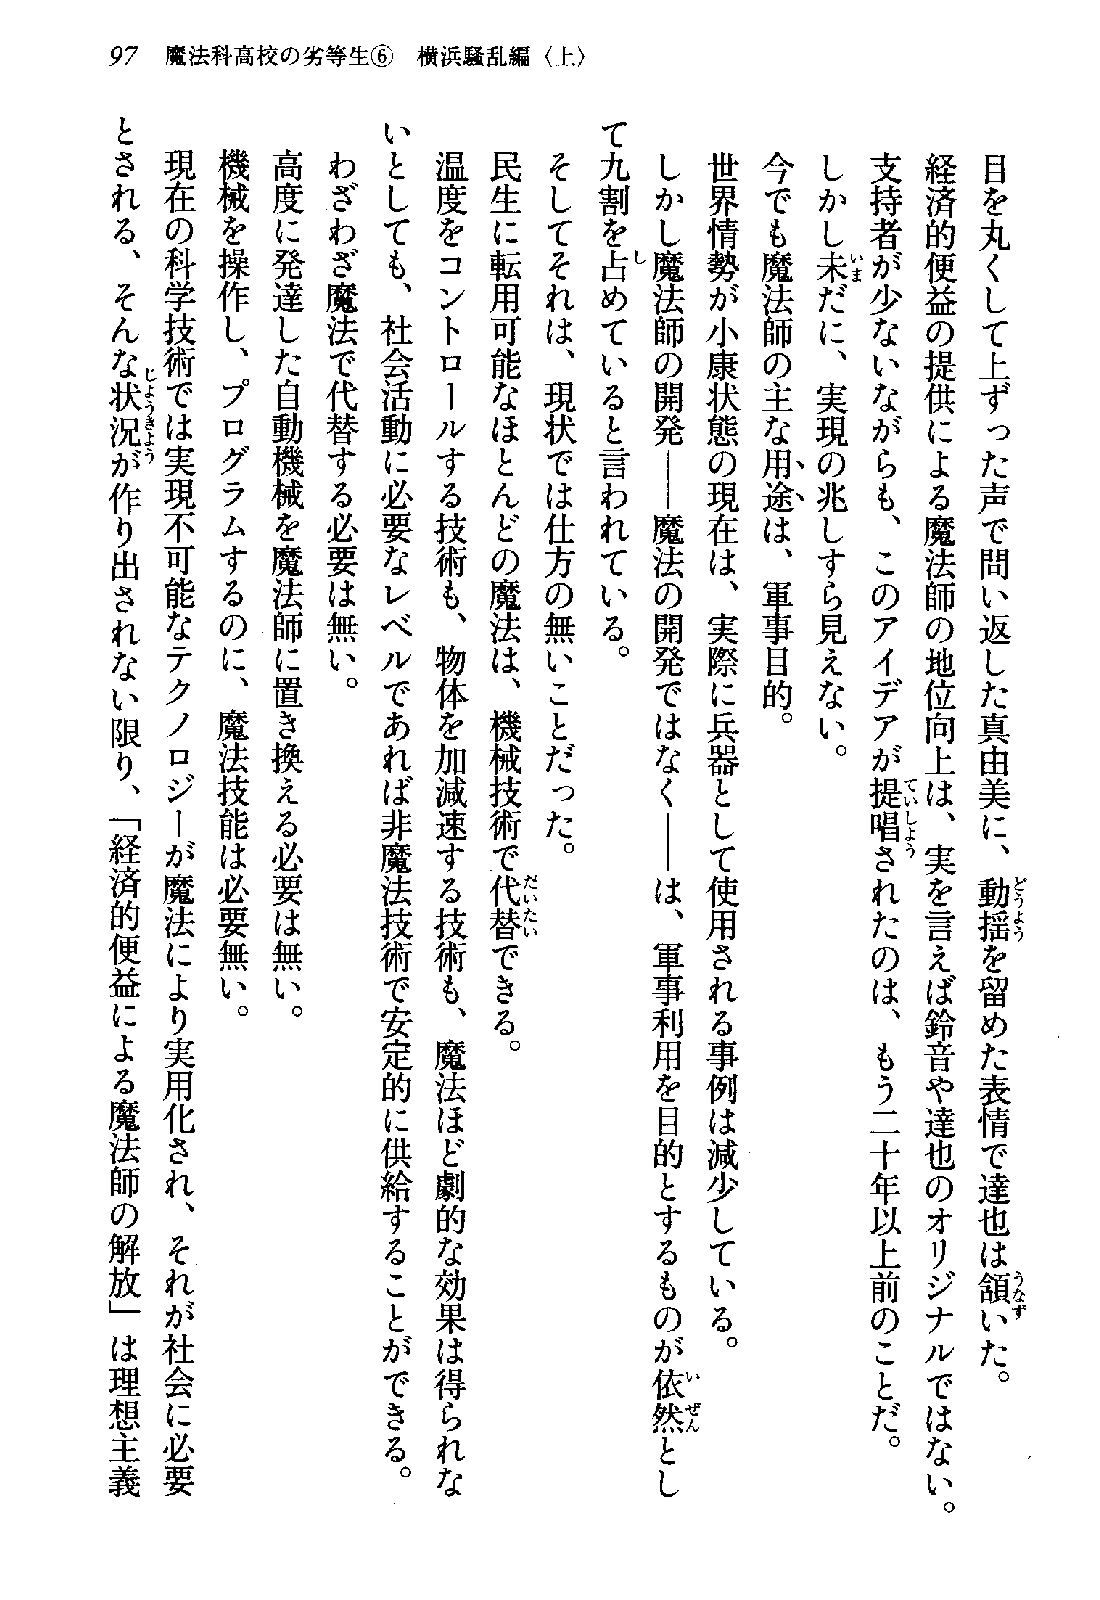 97　魔法科高校の劣等生⑥　横浜騒乱編〈上〉
　目を丸くして上ずった声で問い返した真由美に、動揺を留めた表情で達也は頷いた。
　経済的便益の提供による魔法師の地位向上は、実を言えば鈴音や達也のオリジナルではない。
　支持者が少ないながらも、このアイデアが提唱されたのは、もう二十年以上前のことだ。
　しかし未だに、実現の兆しすら見えない。
　今でも魔法師の主な用途は、軍事目的。
　世界情勢が小康状態の現在は、実際に兵器として使用される事例は減少している。
　しかし魔法師の開発――魔法の開発ではなく――は、軍事利用を目的とするものが依然とし
て九割を占めていると言われている。
　そしてそれは、現状では仕方の無いことだった。
　民生に転用可能なほとんどの魔法は、機械技術で代替できる。
　温度をコントロールする技術も、物体を加減速する技術も、魔法ほど劇的な効果は得られな
いとしても、社会活動に必要なレベルであれば非魔法技術で安定的に供給することができる。
　わざわざ魔法で代替する必要は無い。
　高度に発達した自動機械を魔法師に置き換える必要は無い。
　機械を操作し、プログラムするのに、魔法技能は必要無い。
　現在の科学技術では実現不可能なテクノロジーが魔法により実用化され、それが社会に必要
とされる、そんな状況が作り出されない限り、「経済的便益による魔法師の解放」は理想主義